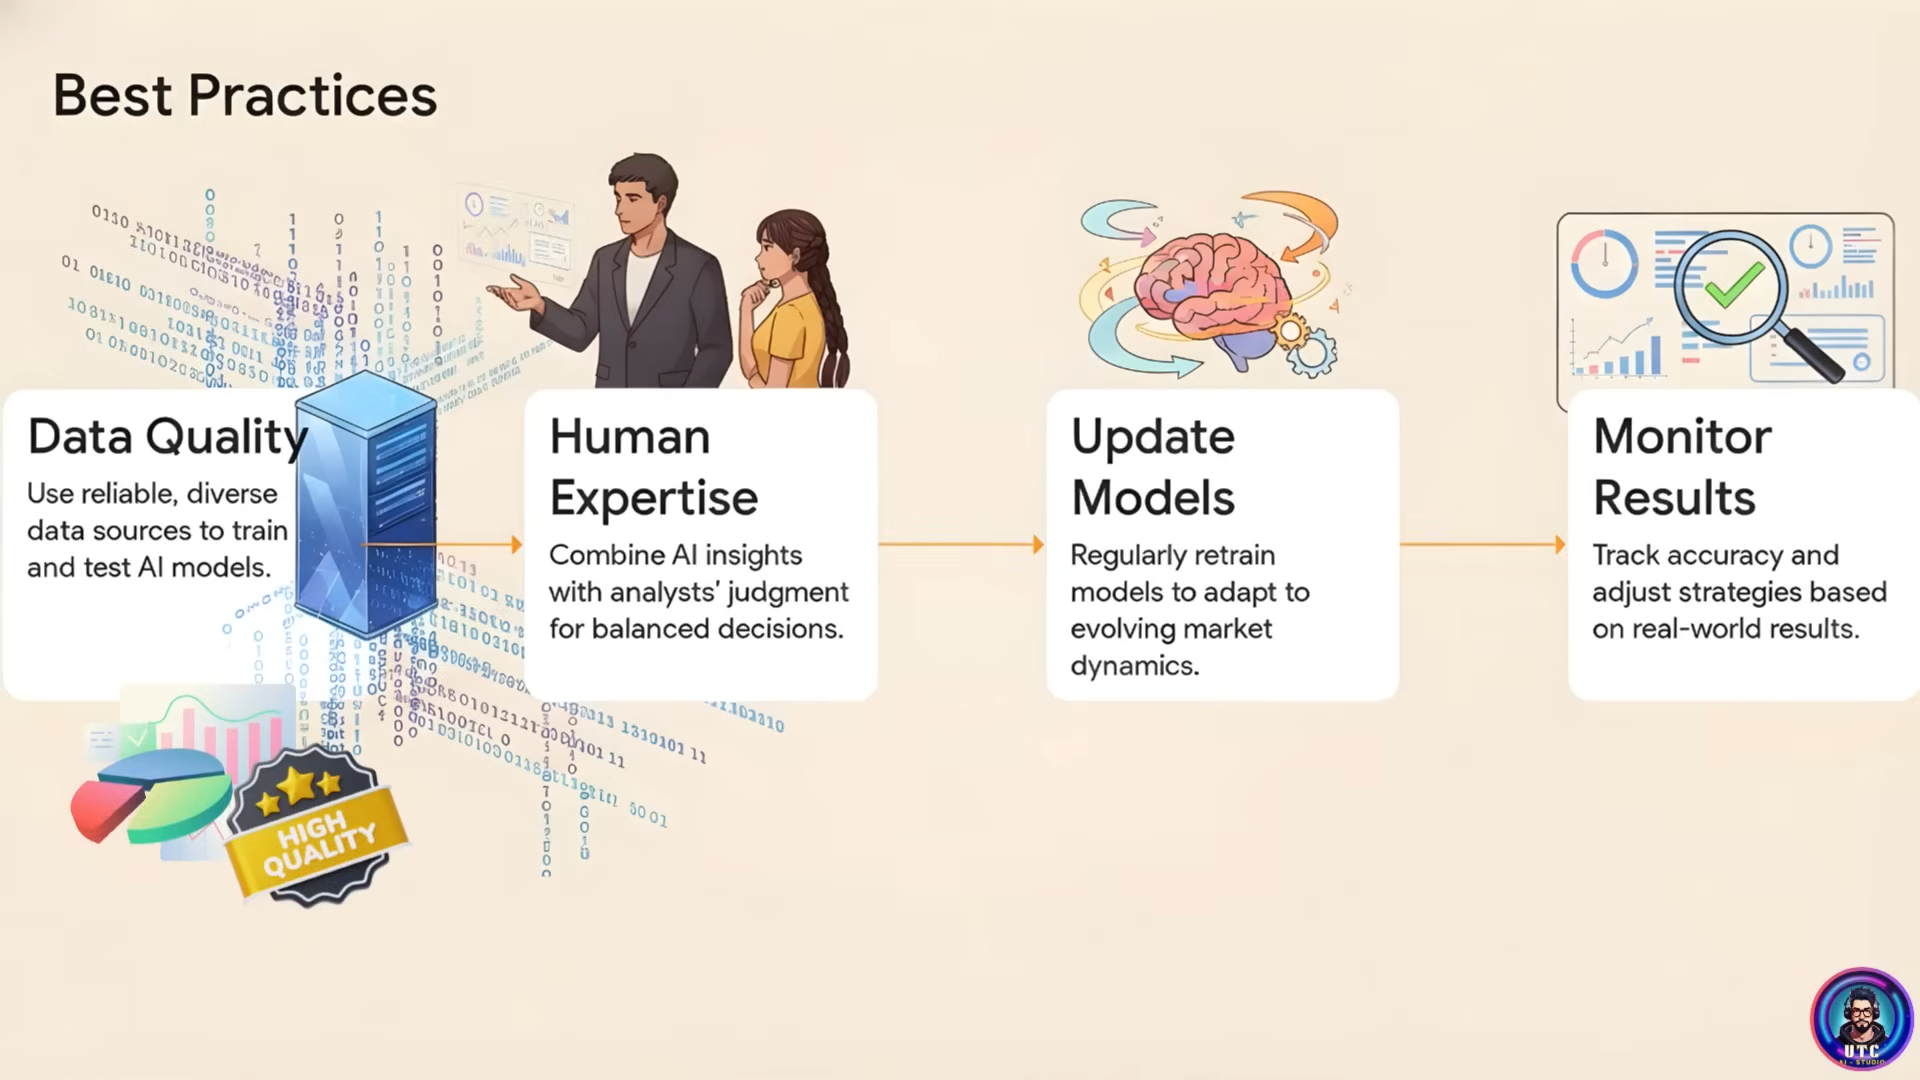 Best Practices
Data Quality
Use reliable, diverse
data sources to train
and test AI models.
Human
Expertise
Combine AI insights
with analysts’ judgment
for balanced decisions.
Update
Models
Regularly retrain
models to adapt to
evolving market
dynamics.
Monitor
Results
Track accuracy and
adjust strategies based
on real-world results.
HIGH
QUALITY
UTC
AI - STUDIO